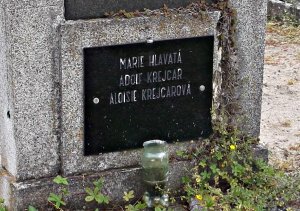 MARIE HLAVATÁ
ADOLF KREJCAR
ALOISIE KREJCAROVÁ